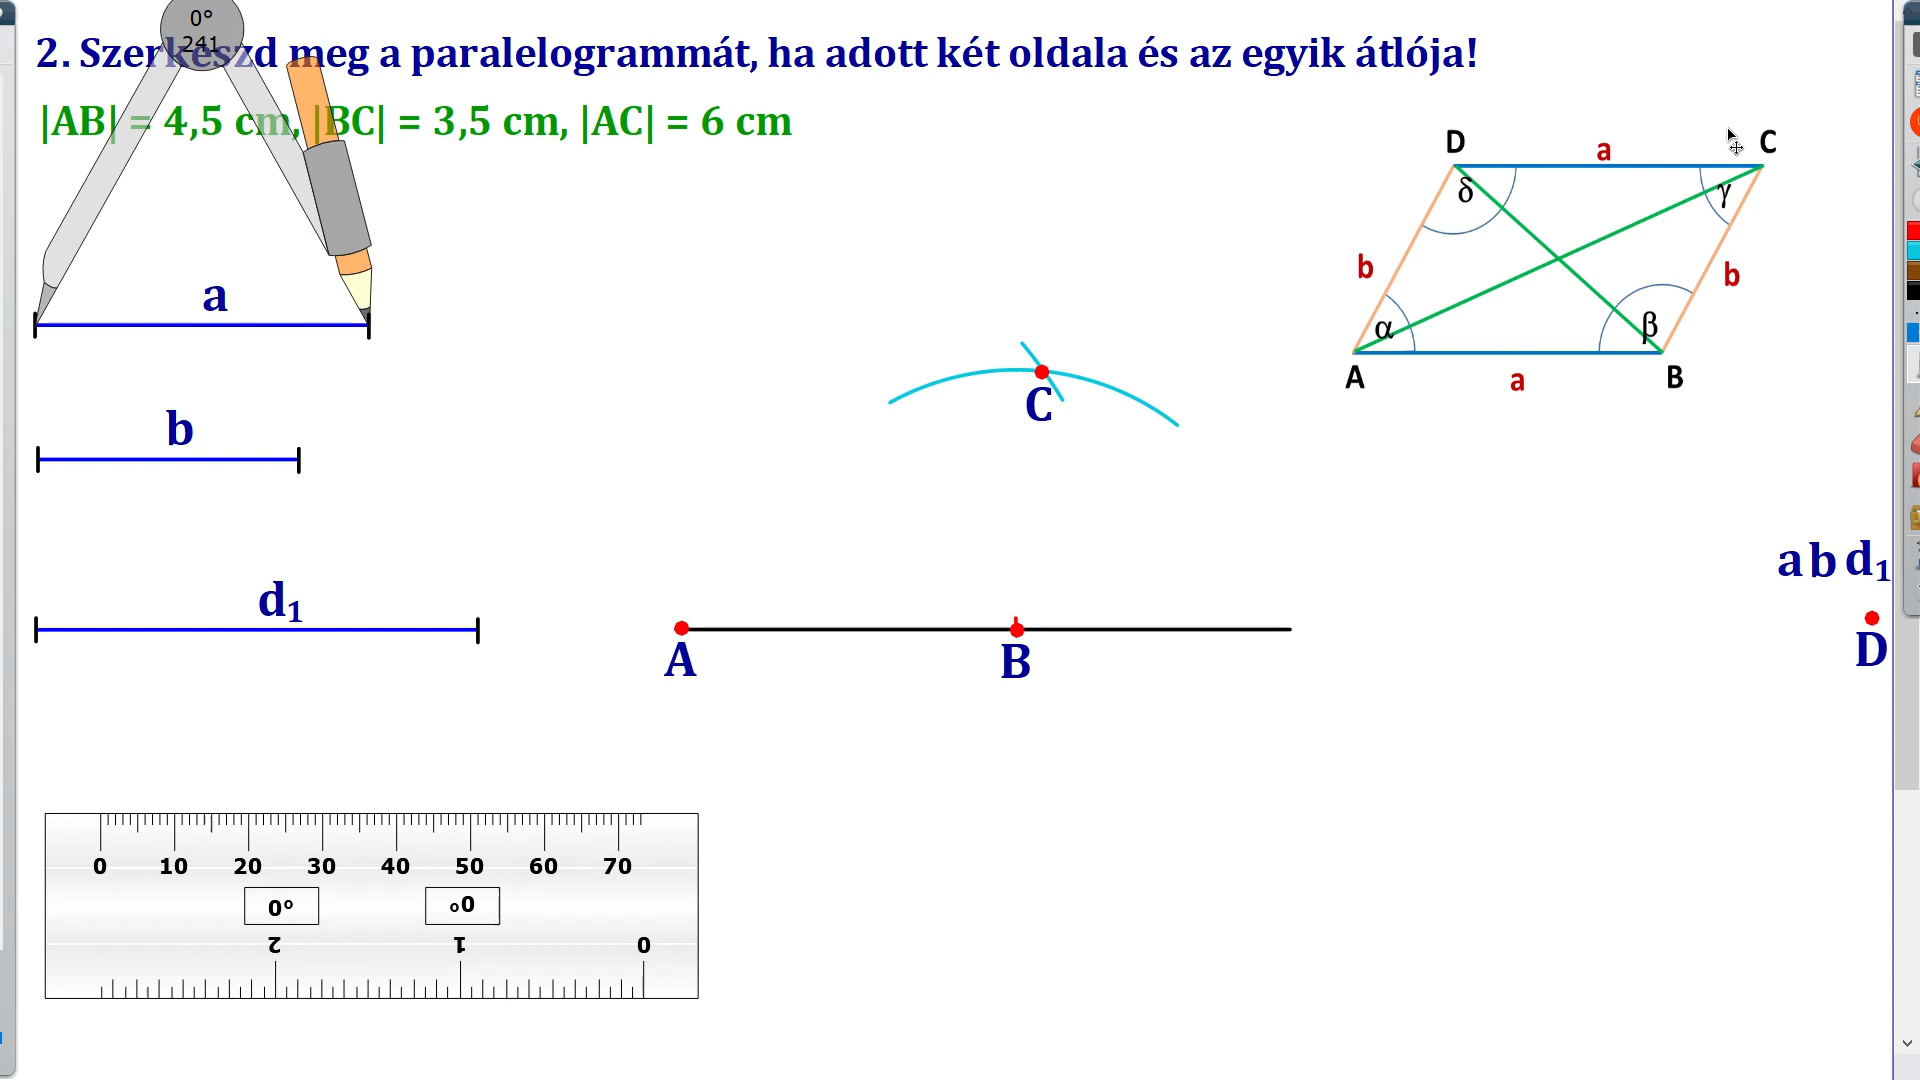 0°
241
2. Szerkeszd meg a paralelogrammát, ha adott két oldala és az egyik átlója!
|AB| = 4,5 cm, |BC| = 3,5 cm, |AC| = 6 cm
D a C
δ γ
b b
α β
A a B
a
b
C
d₁
a b d₁
A B
D
0 10 20 30 40 50 60 70
0° 0°
2 1 0